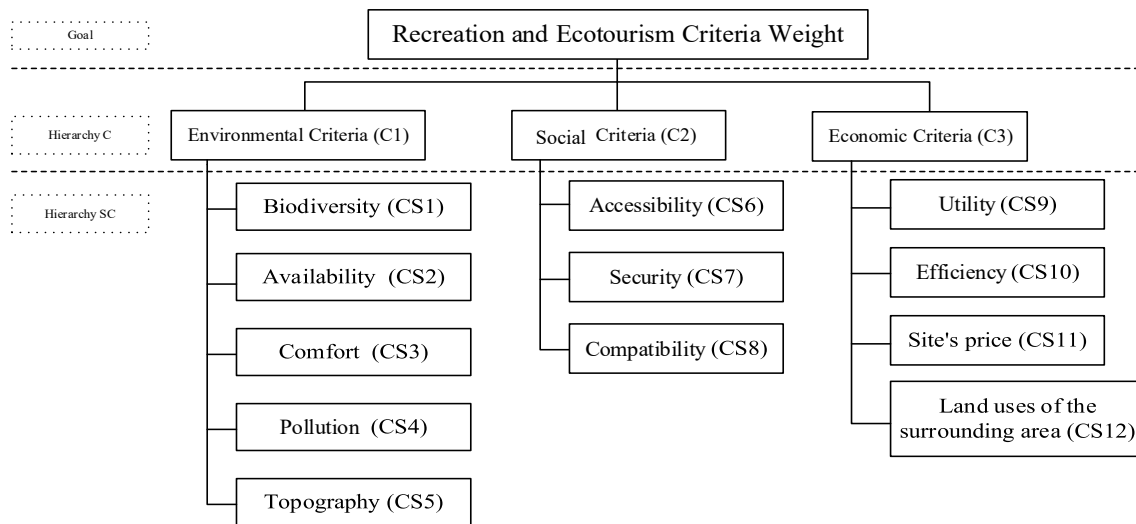 Goal
Recreation and Ecotourism Criteria Weight
Hierarchy C
Environmental Criteria (C1)
Social Criteria (C2)
Economic Criteria (C3)
Hierarchy SC
Biodiversity (CS1)
Availability (CS2)
Comfort (CS3)
Pollution (CS4)
Topography (CS5)
Accessibility (CS6)
Security (CS7)
Compatibility (CS8)
Utility (CS9)
Efficiency (CS10)
Site's price (CS11)
Land uses of the
surrounding area (CS12)